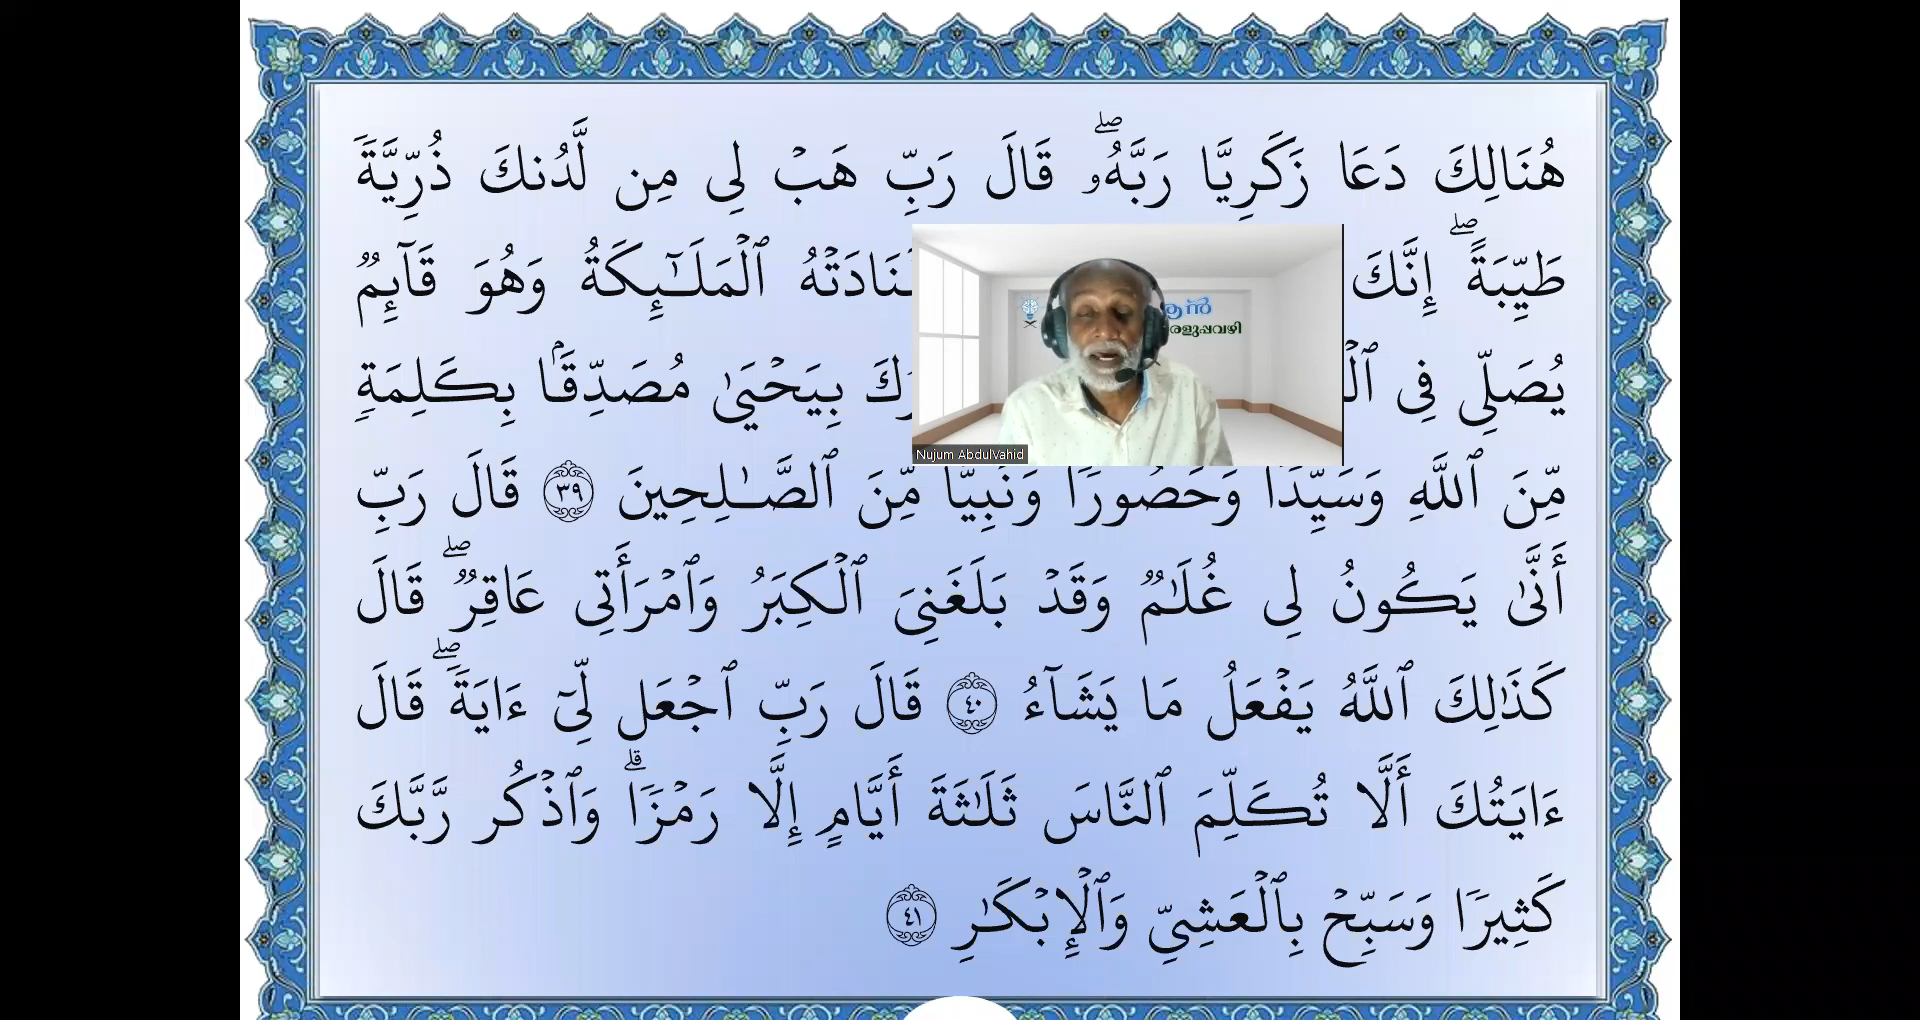 هُنَالِكَ دَعَا زَكَرِيَّا رَبَّهُۥۖ قَالَ رَبِّ هَبۡ لِى مِن لَّدُنكَ ذُرِّيَّةٗ
طَيِّبَةًۖ إِنَّكَ فَنَادَتۡهُ ٱلۡمَلَـٰٓئِكَةُ وَهُوَ قَآئِمٞ
يُصَلِّى فِى بِيَحۡيَىٰ مُصَدِّقَۢا بِكَلِمَةٖ
مِّنَ ٱللَّهِ وَسَيِّدٗا وَحَصُورٗا وَنَبِيّٗا مِّنَ ٱلصَّـٰلِحِينَ ٣٩ قَالَ رَبِّ
أَنَّىٰ يَكُونُ لِى غُلَـٰمٞ وَقَدۡ بَلَغَنِىَ ٱلۡكِبَرُ وَٱمۡرَأَتِى عَاقِرٞۖ قَالَ
كَذَٰلِكَ ٱللَّهُ يَفۡعَلُ مَا يَشَآءُ ٤٠ قَالَ رَبِّ ٱجۡعَل لِّىٓ ءَايَةٗۖ قَالَ
ءَايَتُكَ أَلَّا تُكَلِّمَ ٱلنَّاسَ ثَلَـٰثَةَ أَيَّامٍ إِلَّا رَمۡزٗاۗ وَٱذۡكُر رَّبَّكَ
كَثِيرٗا وَسَبِّحۡ بِٱلۡعَشِىِّ وَٱلۡإِبۡكَـٰرِ ٤١
Nujum AbdulVahid